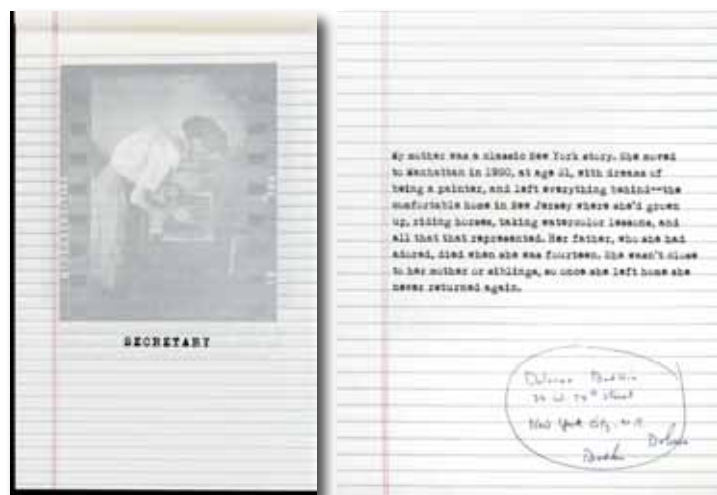 SECRETARY
My mother was a classic New York story. She moved
to Manhattan in 1950, at age 21, with dreams of
being a painter, and left everything behind--the
comfortable home in New Jersey where she'd grown
up, riding horses, taking watercolor lessons, and
all that that represented. Her father, who she had
adored, died when she was fourteen. She wasn't close
to her mother or siblings, so once she left home she
never returned again.
Dolores
W. 74th Street
New York City, N.Y.
Dolores